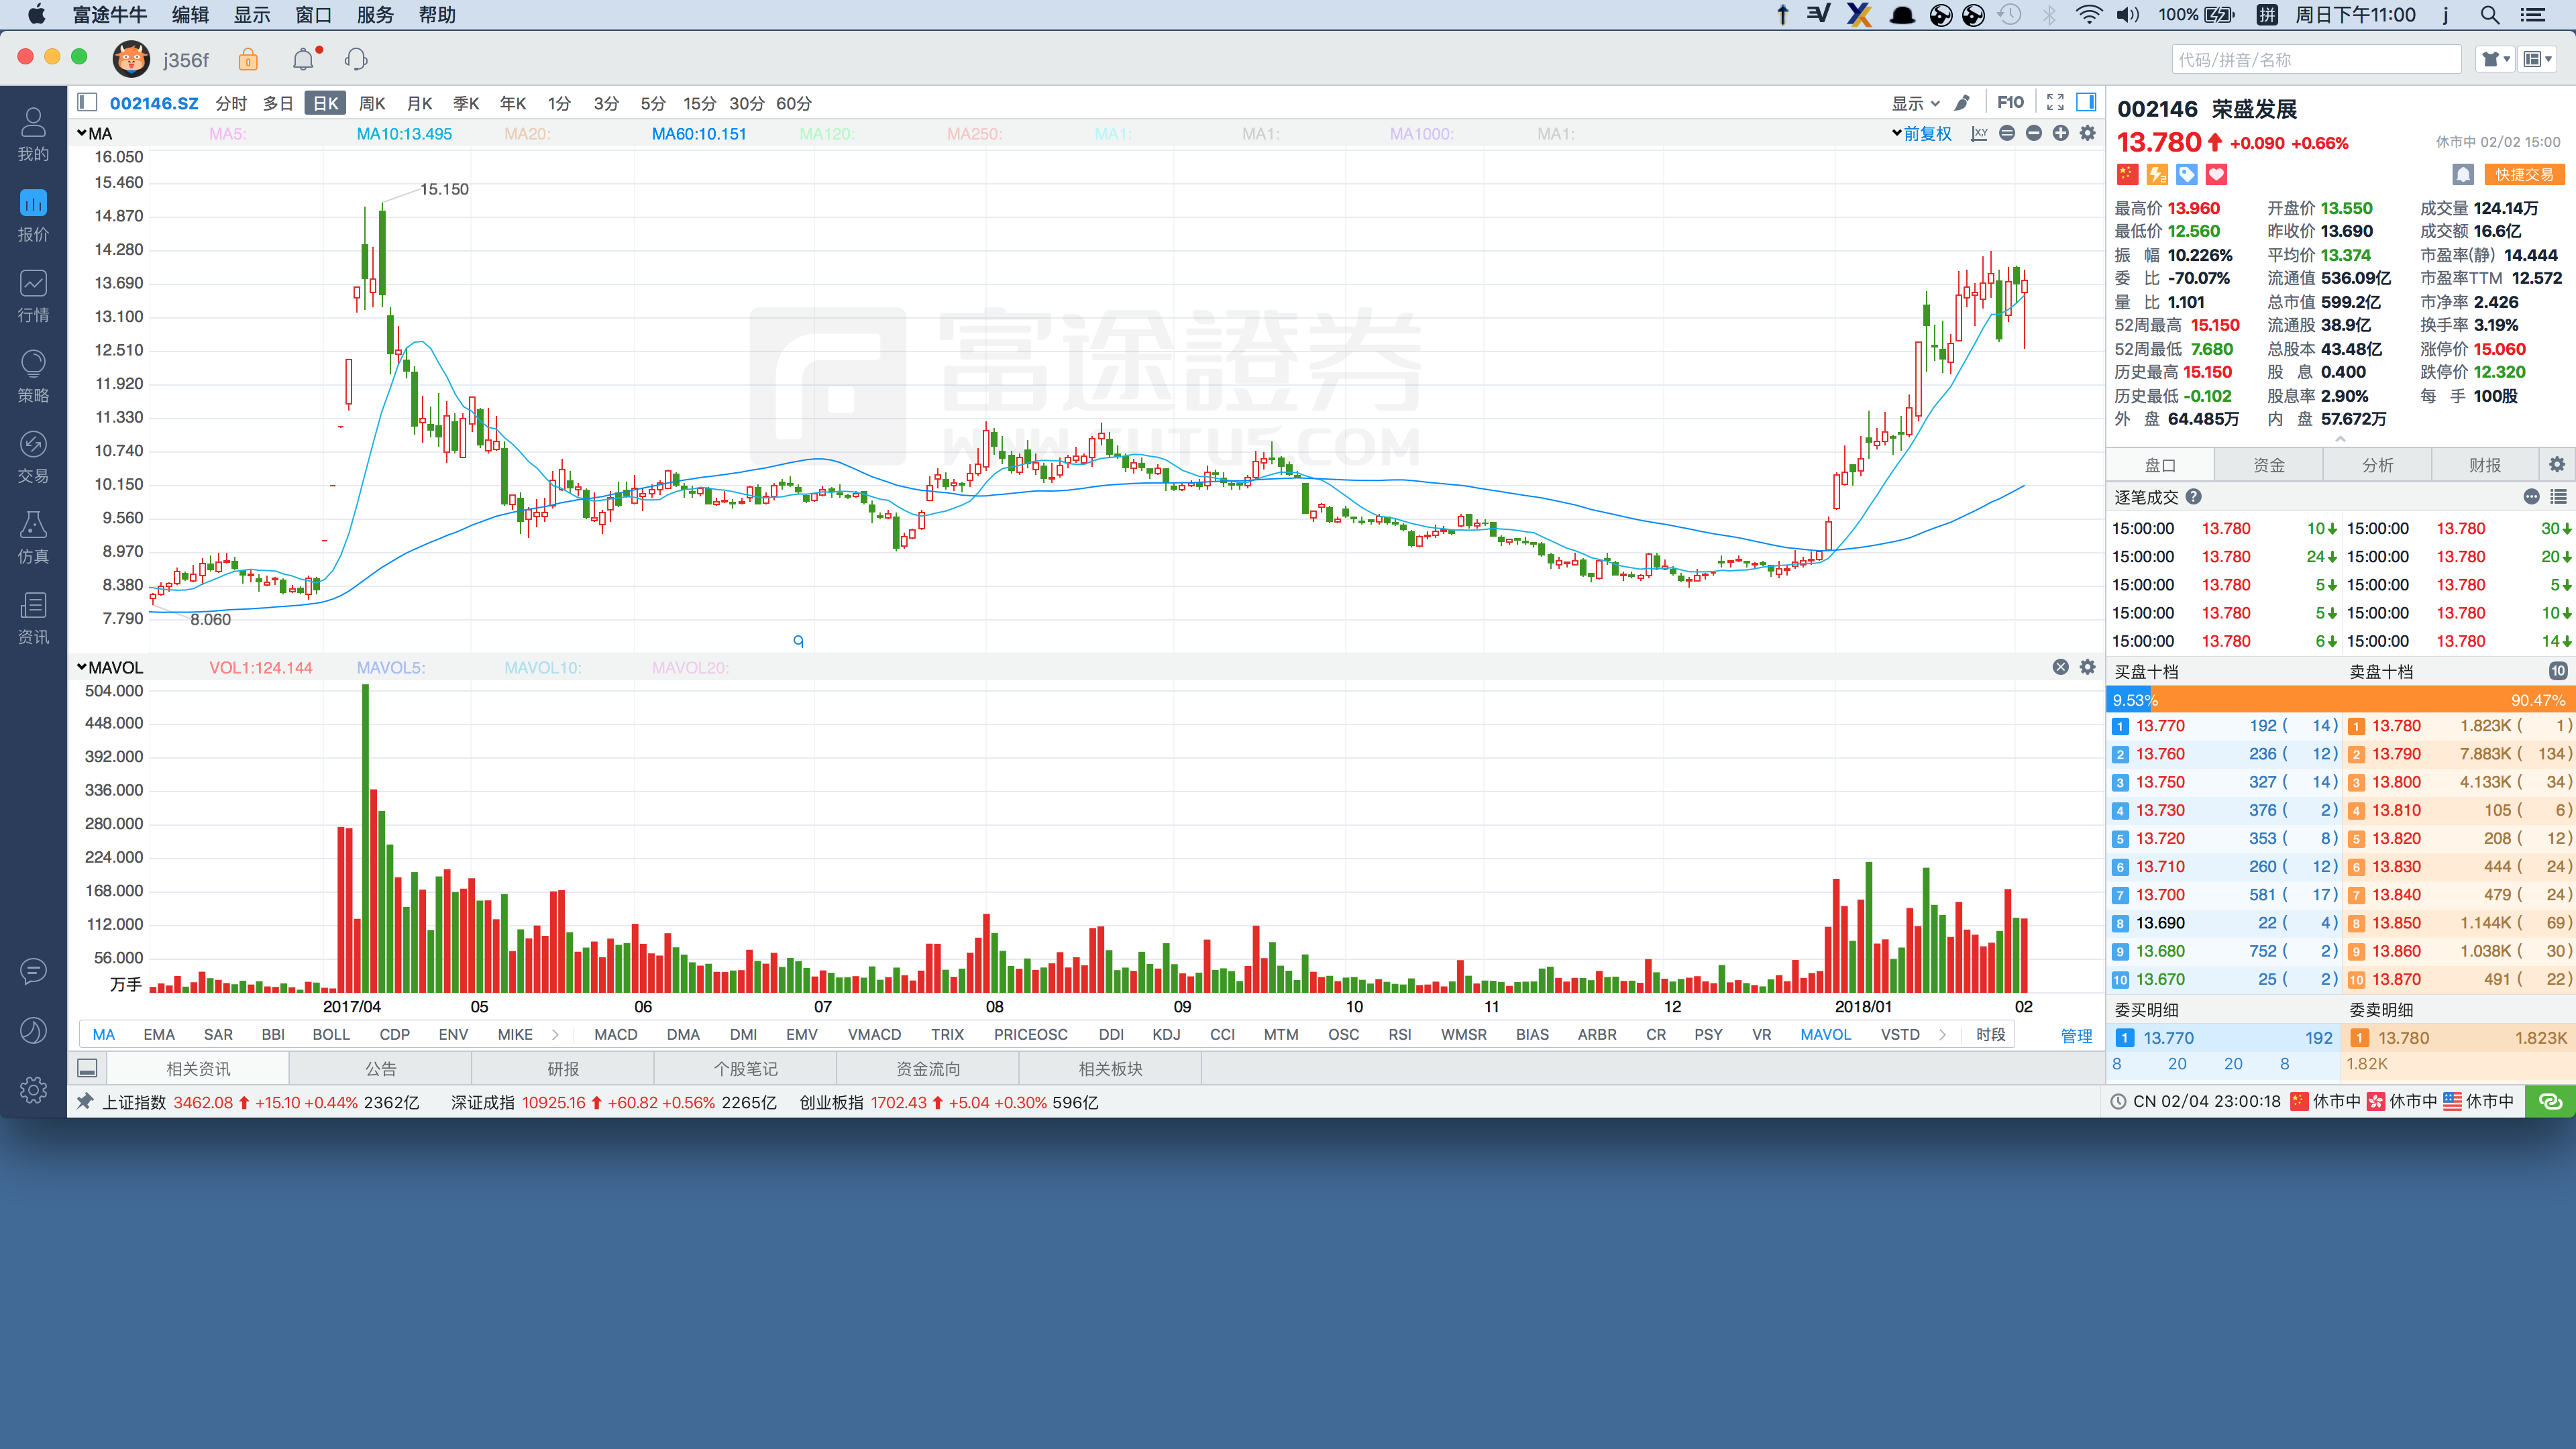 富途牛牛 编辑 显示 窗口 服务 帮助 100% 拼 周日下午11:00 j
j356f 代码/拼音/名称
我的
报价
行情
策略
交易
仿真
资讯
002146.SZ 分时 多日 日K 周K 月K 季K 年K 1分 3分 5分 15分 30分 60分 显示 F10
MA MA5: MA10:13.495 MA20: MA60:10.151 MA120: MA250: MA1: MA1: MA1000: MA1: 前复权
16.050
15.460
14.870
14.280
13.690
13.100
12.510
11.920
11.330
10.740
10.150
9.560
8.970
8.380
7.790
15.150
8.060
富途證券
WWW.FUTU5.COM
MAVOL VOL1:124.144 MAVOL5: MAVOL10: MAVOL20:
504.000
448.000
392.000
336.000
280.000
224.000
168.000
112.000
56.000
万手
2017/04 05 06 07 08 09 10 11 12 2018/01 02
MA EMA SAR BBI BOLL CDP ENV MIKE MACD DMA DMI EMV VMACD TRIX PRICEOSC DDI KDJ CCI MTM OSC RSI WMSR BIAS ARBR CR PSY VR MAVOL VSTD 时段 管理
相关资讯 公告 研报 个股笔记 资金流向 相关板块
上证指数 3462.08 +15.10 +0.44% 2362亿 深证成指 10925.16 +60.82 +0.56% 2265亿 创业板指 1702.43 +5.04 +0.30% 596亿
002146 荣盛发展
13.780 +0.090 +0.66% 休市中 02/02 15:00
快捷交易
最高价 13.960 开盘价 13.550 成交量 124.14万
最低价 12.560 昨收价 13.690 成交额 16.6亿
振幅 10.226% 平均价 13.374 市盈率(静) 14.444
委比 -70.07% 流通值 536.09亿 市盈率TTM 12.572
量比 1.101 总市值 599.2亿 市净率 2.426
52周最高 15.150 流通股 38.9亿 换手率 3.19%
52周最低 7.680 总股本 43.48亿 涨停价 15.060
历史最高 15.150 股息 0.400 跌停价 12.320
历史最低 -0.102 股息率 2.90% 每手 100股
外盘 64.485万 内盘 57.672万
盘口 资金 分析 财报
逐笔成交
15:00:00 13.780 10 15:00:00 13.780 30
15:00:00 13.780 24 15:00:00 13.780 20
15:00:00 13.780 5 15:00:00 13.780 5
15:00:00 13.780 5 15:00:00 13.780 10
15:00:00 13.780 6 15:00:00 13.780 14
买盘十档 卖盘十档 10
9.53% 90.47%
1 13.770 192 (14) 1 13.780 1.823K (1)
2 13.760 236 (12) 2 13.790 7.883K (134)
3 13.750 327 (14) 3 13.800 4.133K (34)
4 13.730 376 (2) 4 13.810 105 (6)
5 13.720 353 (8) 5 13.820 208 (12)
6 13.710 260 (12) 6 13.830 444 (24)
7 13.700 581 (17) 7 13.840 479 (24)
8 13.690 22 (4) 8 13.850 1.144K (69)
9 13.680 752 (2) 9 13.860 1.038K (30)
10 13.670 25 (2) 10 13.870 491 (22)
委买明细 委卖明细
1 13.770 192 1 13.780 1.823K
8 20 20 8 1.82K
CN 02/04 23:00:18 休市中 休市中 休市中